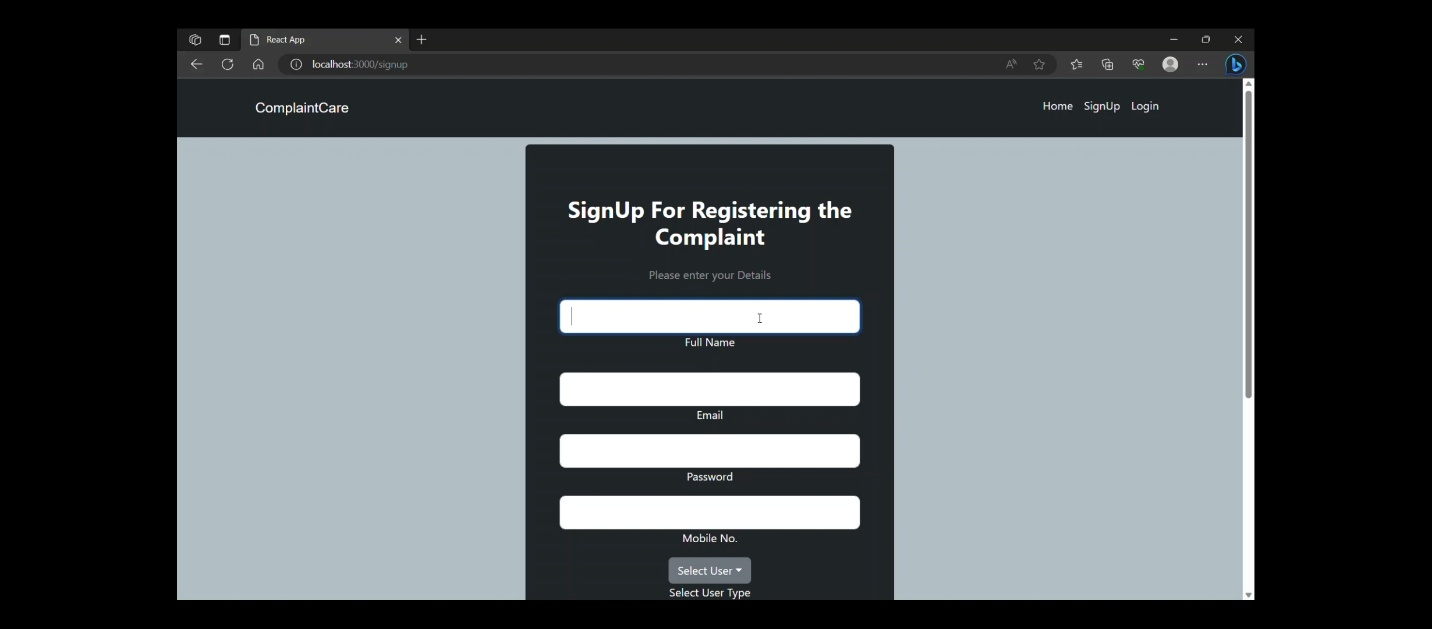 React App
localhost:3000/signup
ComplaintCare
Home SignUp Login
SignUp For Registering the
Complaint
Please enter your Details
Full Name
Email
Password
Mobile No.
Select User
Select User Type